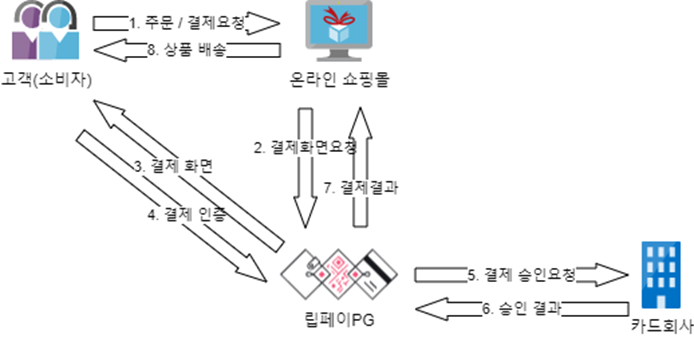 1. 주문 / 결제요청
8. 상품 배송
고객(소비자)
온라인 쇼핑몰
2. 결제화면요청
3. 결제 화면
7. 결제결과
4. 결제 인증
5. 결제 승인요청
6. 승인 결과
립페이PG
카드회사